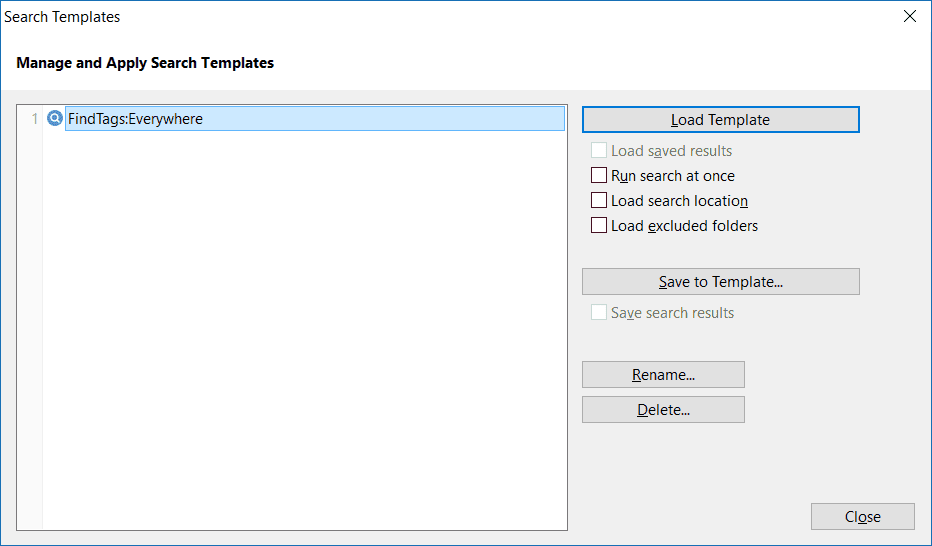 Search Templates
Manage and Apply Search Templates
1 FindTags:Everywhere
Load Template
Load saved results
Run search at once
Load search location
Load excluded folders
Save to Template...
Save search results
Rename...
Delete...
Close